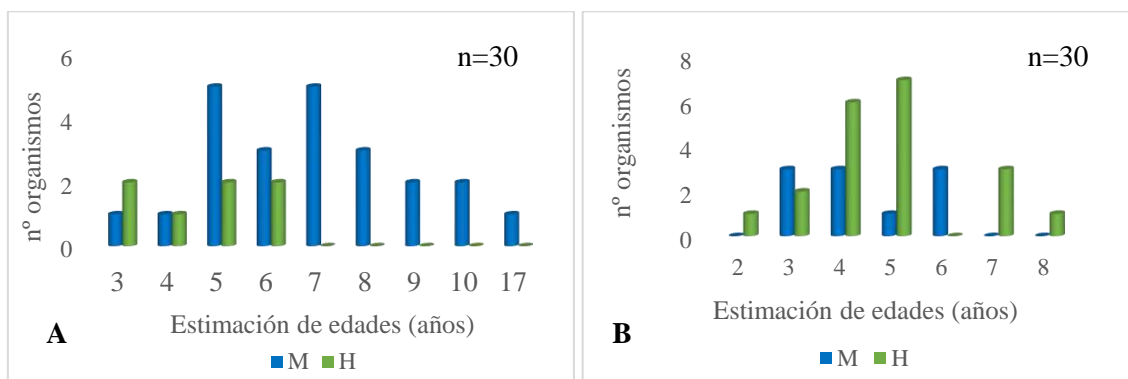 n=30
nº organismos
6
4
2
0
3 4 5 6 7 8 9 10 17
Estimación de edades (años)
A
M H
n=30
nº organismos
8
6
4
2
0
2 3 4 5 6 7 8
Estimación de edades (años)
B
M H